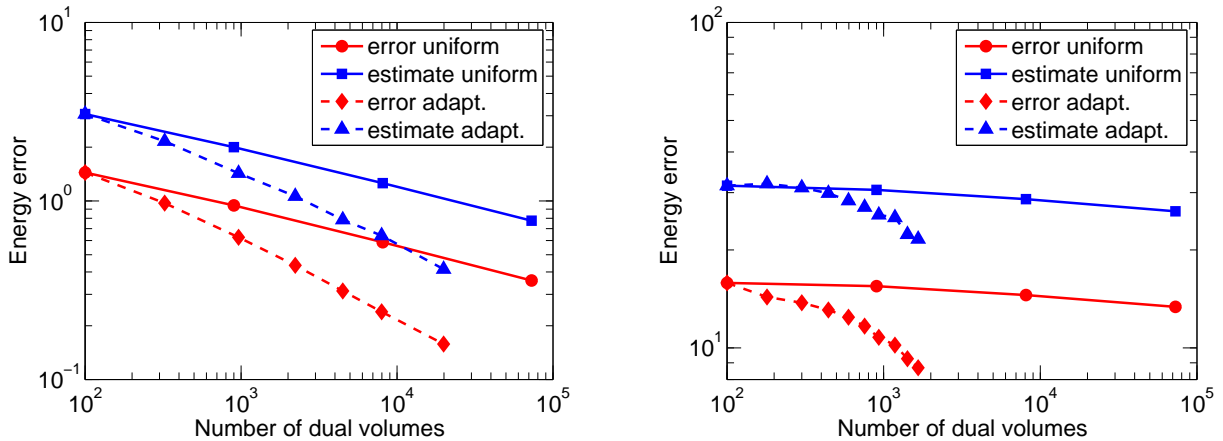 10^1
10^0
10^−1
Energy error
error uniform
estimate uniform
error adapt.
estimate adapt.
10^2
10^3
10^4
10^5
Number of dual volumes
10^2
10^1
Energy error
error uniform
estimate uniform
error adapt.
estimate adapt.
10^2
10^3
10^4
10^5
Number of dual volumes